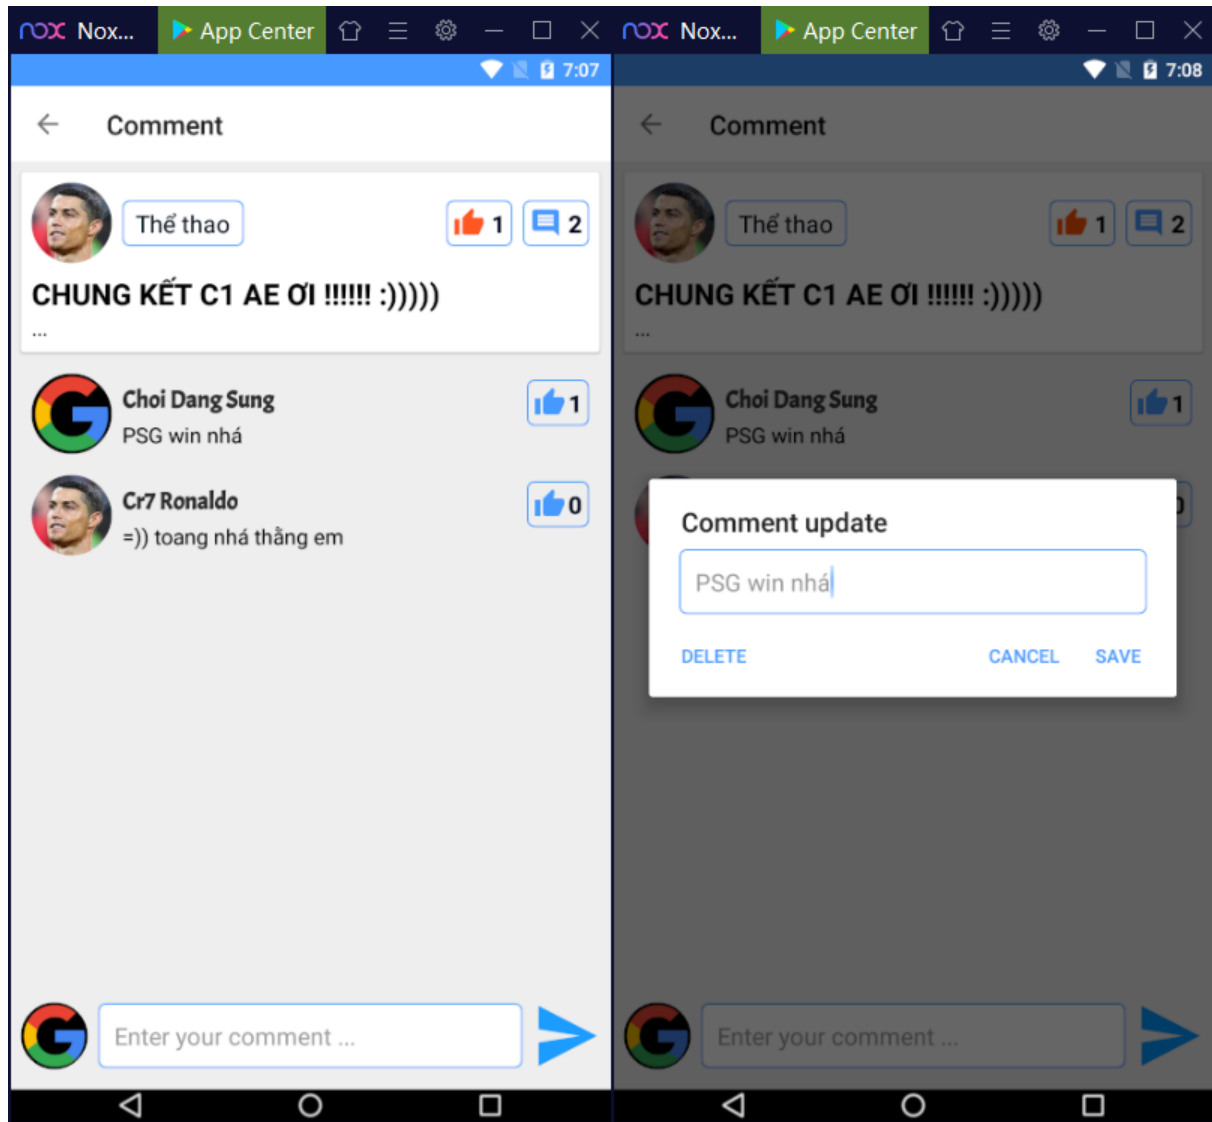 nox Nox... App Center
7:07
Comment
Thể thao 1 2
CHUNG KẾT C1 AE ƠI !!!!!! :)))))
...
Choi Dang Sung 1
PSG win nhá
Cr7 Ronaldo 0
=)) toang nhá thằng em
Enter your comment ...
nox Nox... App Center
7:08
Comment
Thể thao 1 2
CHUNG KẾT C1 AE ƠI !!!!!! :)))))
...
Choi Dang Sung 1
PSG win nhá
Comment update
PSG win nhá
DELETE CANCEL SAVE
Enter your comment ...